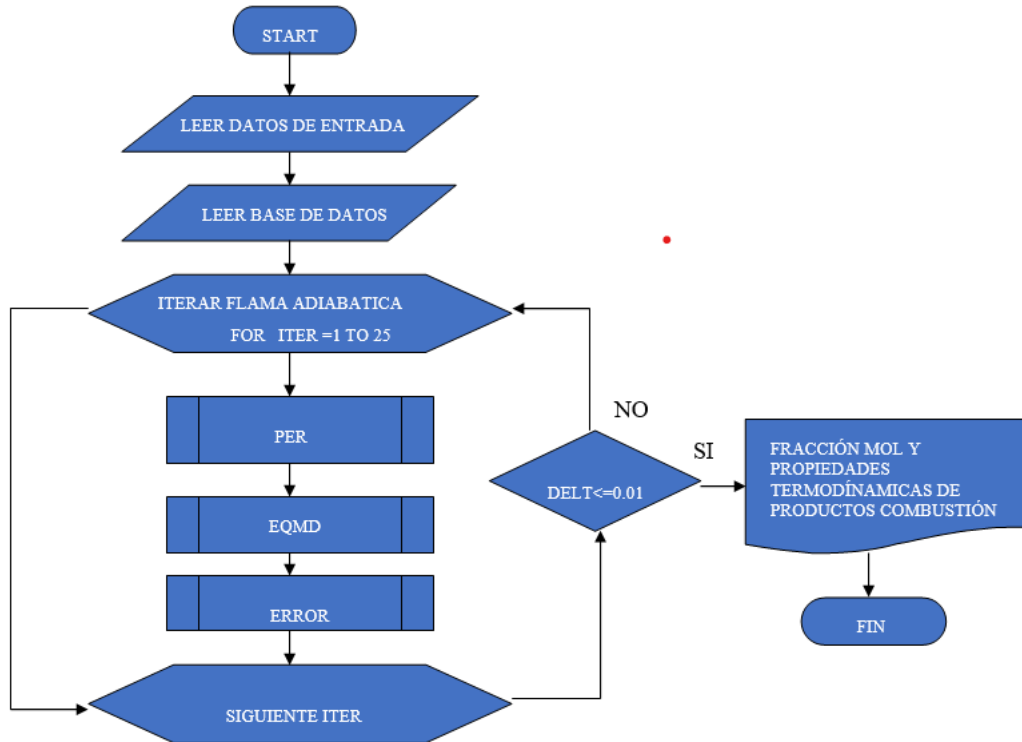 START
LEER DATOS DE ENTRADA
LEER BASE DE DATOS
ITERAR FLAMA ADIABATICA
FOR ITER =1 TO 25
PER
EQMD
ERROR
SIGUIENTE ITER
NO
SI
DELT<=0.01
FRACCIÓN MOL Y
PROPIEDADES
TERMODÍNAMICAS DE
PRODUCTOS COMBUSTIÓN
FIN